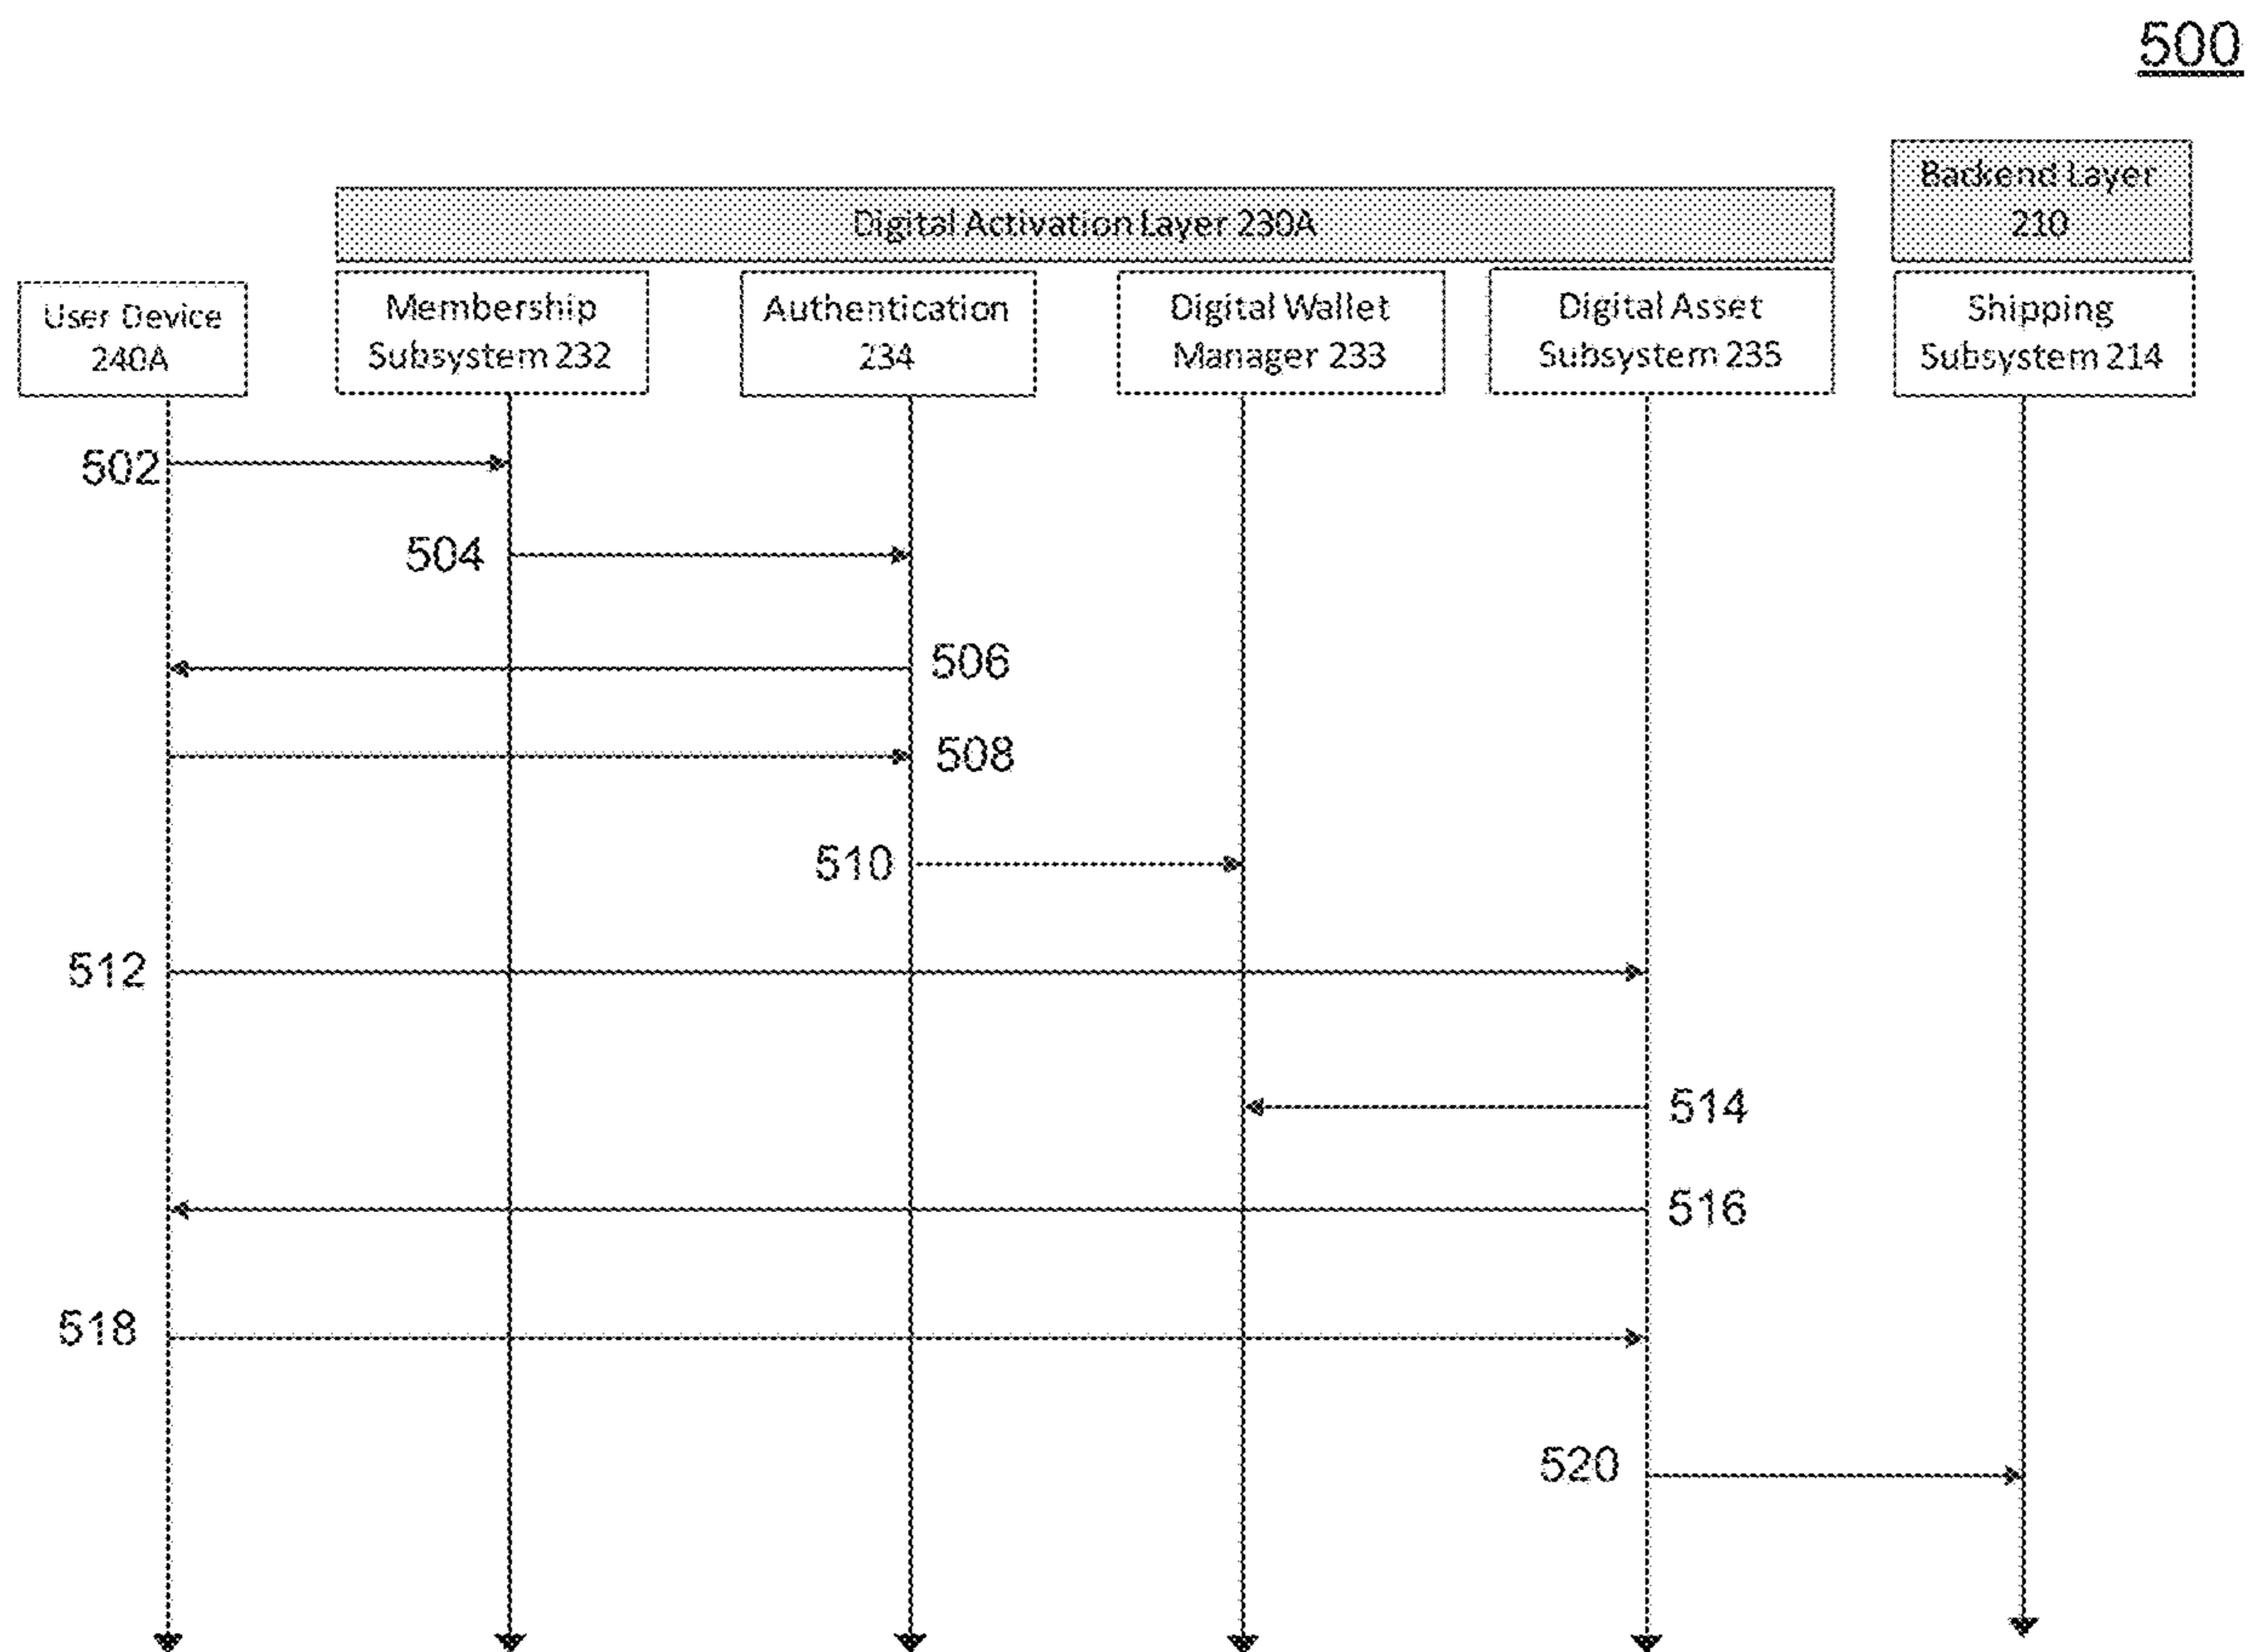 500
Backend Layer
210
Digital Activation Layer 230A
User Device
240A
Membership
Subsystem 232
Authentication
234
Digital Wallet
Manager 233
Digital Asset
Subsystem 235
Shipping
Subsystem 214
502
504
506
508
510
512
514
516
518
520